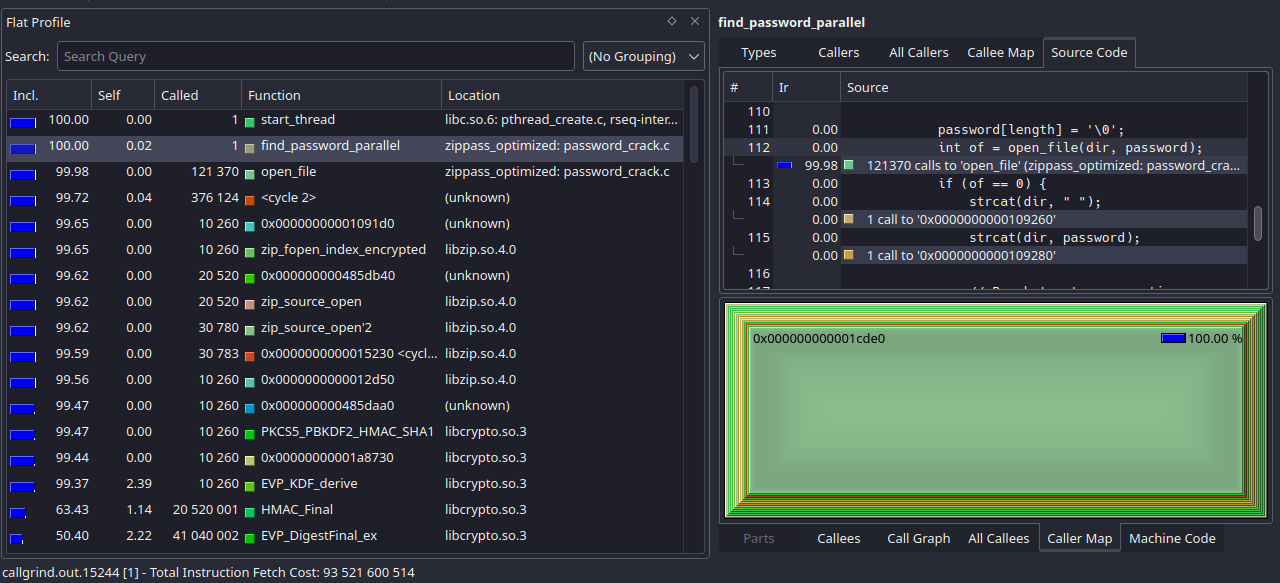 Flat Profile
Search: Search Query (No Grouping)
Incl. Self Called Function Location
100.00 0.00 1 start_thread libc.so.6: pthread_create.c, rseq-inter...
100.00 0.02 1 find_password_parallel zippass_optimized: password_crack.c
99.98 0.00 121 370 open_file zippass_optimized: password_crack.c
99.72 0.04 376 124 <cycle 2> (unknown)
99.65 0.00 10 260 0x00000000001091d0 (unknown)
99.65 0.00 10 260 zip_fopen_index_encrypted libzip.so.4.0
99.62 0.00 20 520 0x000000000485db40 (unknown)
99.62 0.00 20 520 zip_source_open libzip.so.4.0
99.62 0.00 30 780 zip_source_open'2 libzip.so.4.0
99.59 0.00 30 783 0x0000000000015230 <cycl... libzip.so.4.0
99.56 0.00 10 260 0x0000000000012d50 libzip.so.4.0
99.47 0.00 10 260 0x000000000485daa0 (unknown)
99.47 0.00 10 260 PKCS5_PBKDF2_HMAC_SHA1 libcrypto.so.3
99.44 0.00 10 260 0x00000000001a8730 libcrypto.so.3
99.37 2.39 10 260 EVP_KDF_derive libcrypto.so.3
63.43 1.14 20 520 001 HMAC_Final libcrypto.so.3
50.40 2.22 41 040 002 EVP_DigestFinal_ex libcrypto.so.3
callgrind.out.15244 [1] - Total Instruction Fetch Cost: 93 521 600 514
find_password_parallel
Types Callers All Callers Callee Map Source Code
# Ir Source
110
111 0.00 password[length] = '\0';
112 0.00 int of = open_file(dir, password);
99.98 121370 calls to 'open_file' (zippass_optimized: password_cra...
113 0.00 if (of == 0) {
114 0.00 strcat(dir, " ");
0.00 1 call to '0x0000000000109260'
115 0.00 strcat(dir, password);
0.00 1 call to '0x0000000000109280'
116
0x000000000001cde0 100.00 %
Parts Callees Call Graph All Callees Caller Map Machine Code